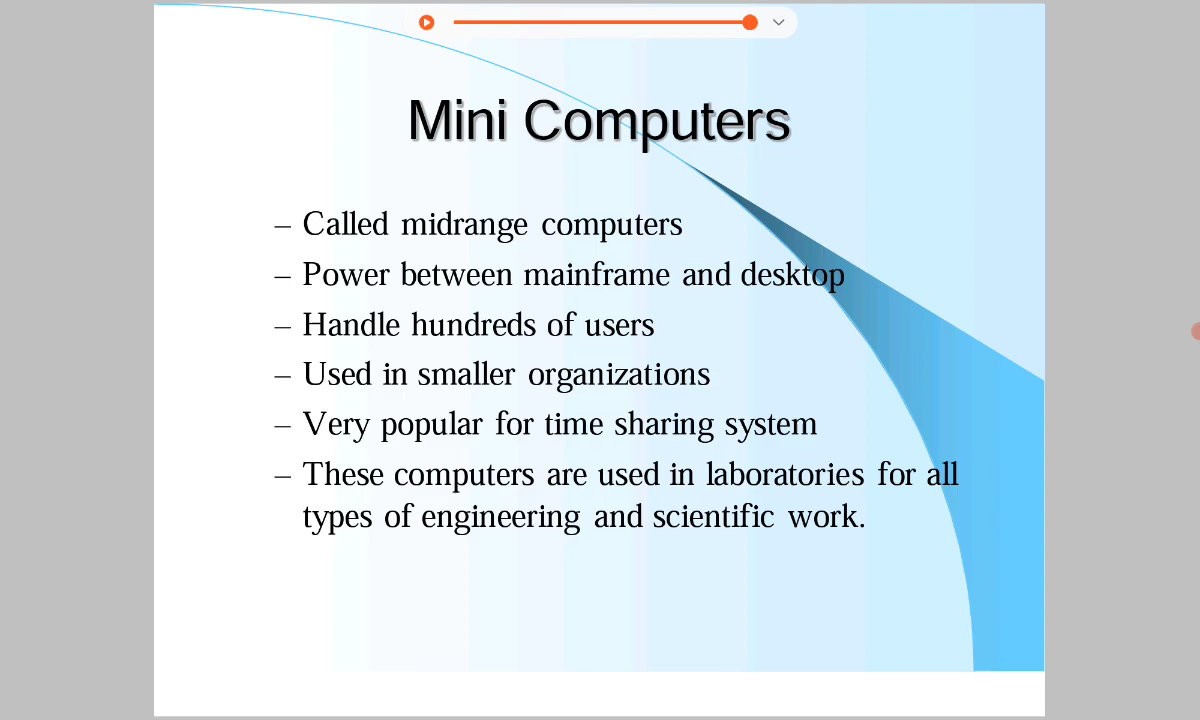 Mini Computers
– Called midrange computers
– Power between mainframe and desktop
– Handle hundreds of users
– Used in smaller organizations
– Very popular for time sharing system
– These computers are used in laboratories for all
types of engineering and scientific work.